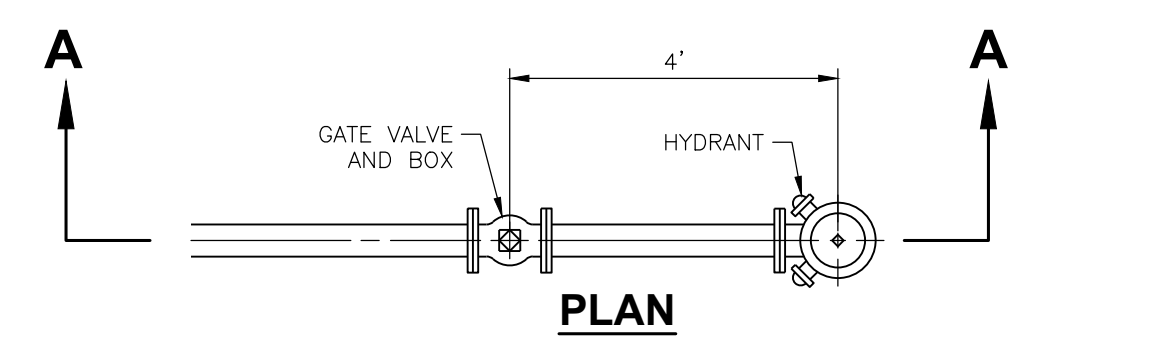 A
A
4'
GATE VALVE
AND BOX
HYDRANT
PLAN